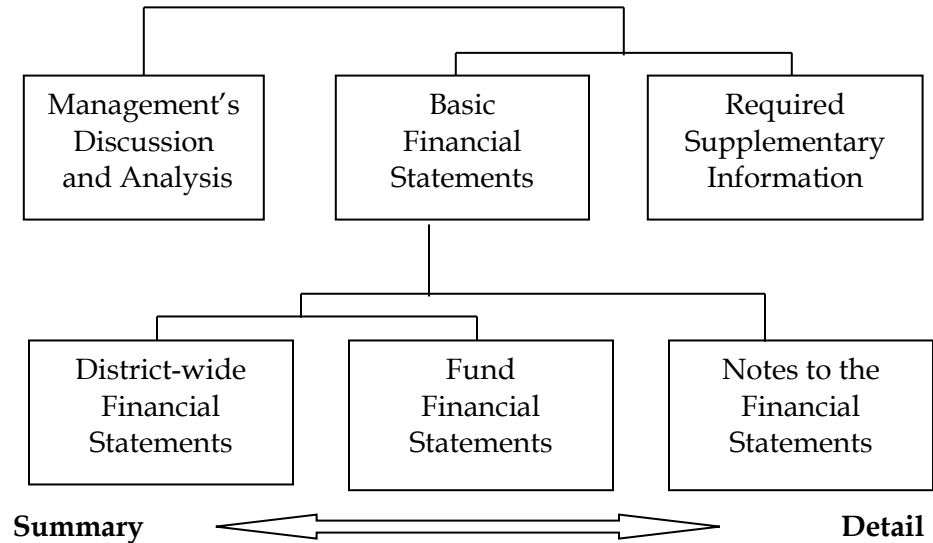 Management's
Discussion
and Analysis
Basic
Financial
Statements
Required
Supplementary
Information
District-wide
Financial
Statements
Fund
Financial
Statements
Notes to the
Financial
Statements
Summary
Detail